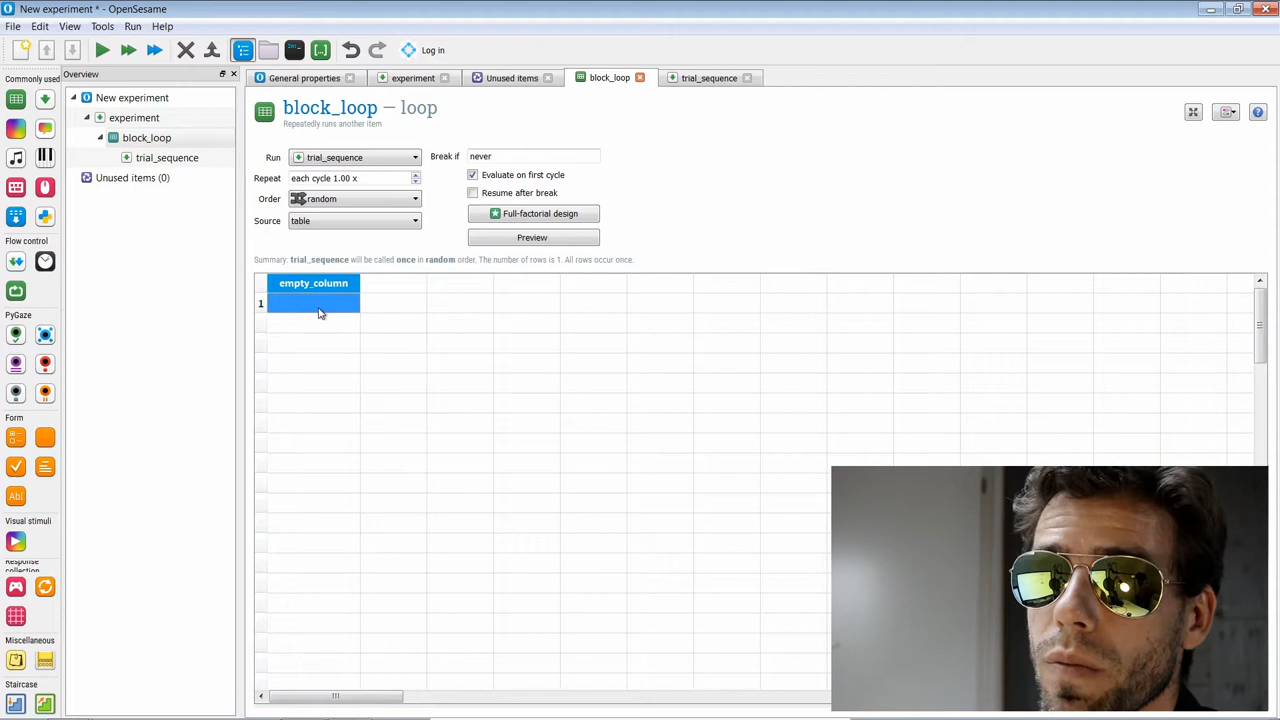 New experiment * - OpenSesame
File Edit View Tools Run Help
Log in
Commonly used
Overview
General properties
experiment
Unused items
block_loop
trial_sequence
New experiment
experiment
block_loop
trial_sequence
Unused items (0)
block_loop – loop
Repeatedly runs another item
Run trial_sequence
Break if never
Repeat each cycle 1.00 x
Evaluate on first cycle
Order random
Resume after break
Source table
Full-factorial design
Preview
Summary: trial_sequence will be called once in random order. The number of rows is 1. All rows occur once.
empty_column
1
Flow control
PyGaze
Form
Abl
Visual stimuli
Response
collection
Miscellaneous
Staircase